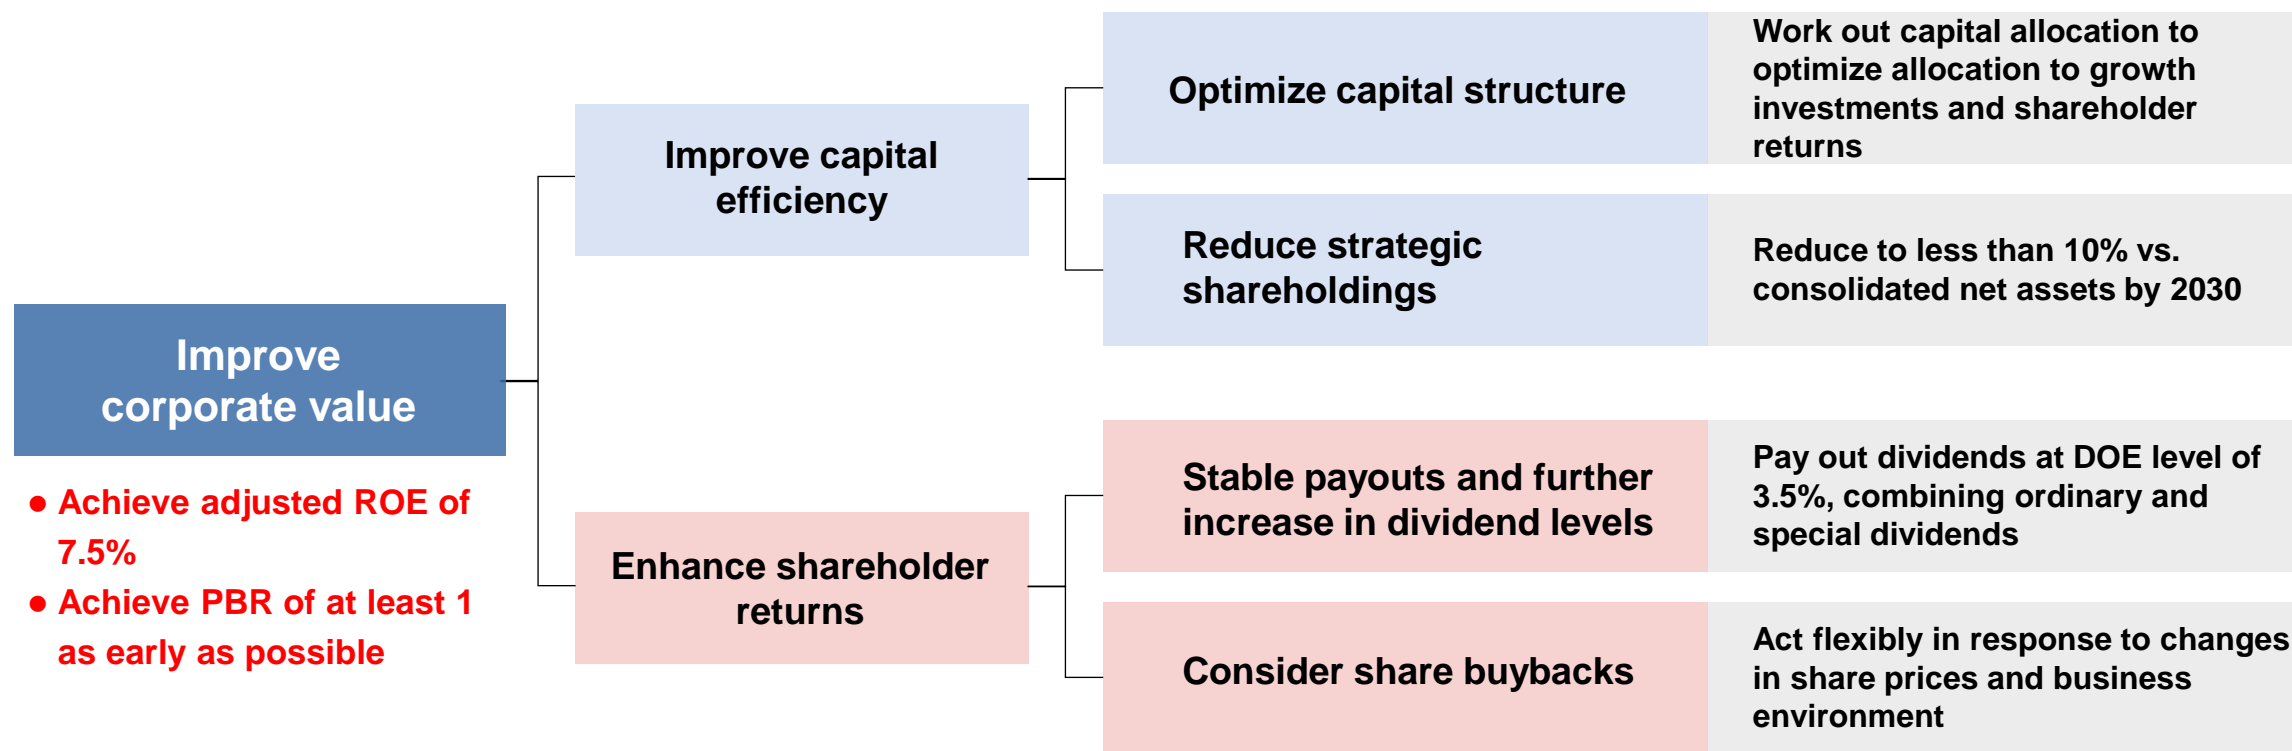 Improve
corporate value
● Achieve adjusted ROE of
7.5%
● Achieve PBR of at least 1
as early as possible
Improve capital
efficiency
Optimize capital structure
Work out capital allocation to
optimize allocation to growth
investments and shareholder
returns
Reduce strategic
shareholdings
Reduce to less than 10% vs.
consolidated net assets by 2030
Enhance shareholder
returns
Stable payouts and further
increase in dividend levels
Pay out dividends at DOE level of
3.5%, combining ordinary and
special dividends
Consider share buybacks
Act flexibly in response to changes
in share prices and business
environment